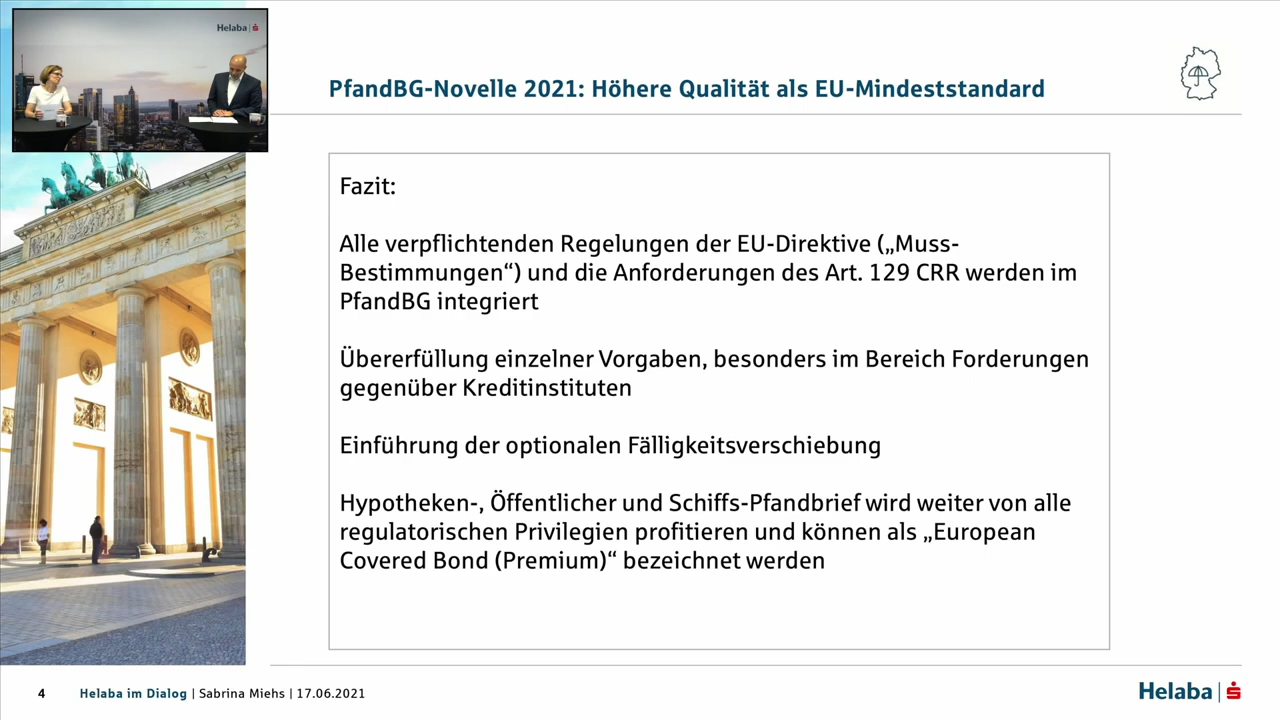 Helaba
PfandBG-Novelle 2021: Höhere Qualität als EU-Mindeststandard
Fazit:
Alle verpflichtenden Regelungen der EU-Direktive („Muss-
Bestimmungen“) und die Anforderungen des Art. 129 CRR werden im
PfandBG integriert
Übererfüllung einzelner Vorgaben, besonders im Bereich Forderungen
gegenüber Kreditinstituten
Einführung der optionalen Fälligkeitsverschiebung
Hypotheken-, Öffentlicher und Schiffs-Pfandbrief wird weiter von alle
regulatorischen Privilegien profitieren und können als „European
Covered Bond (Premium)“ bezeichnet werden
4 Helaba im Dialog | Sabrina Miehs | 17.06.2021
Helaba